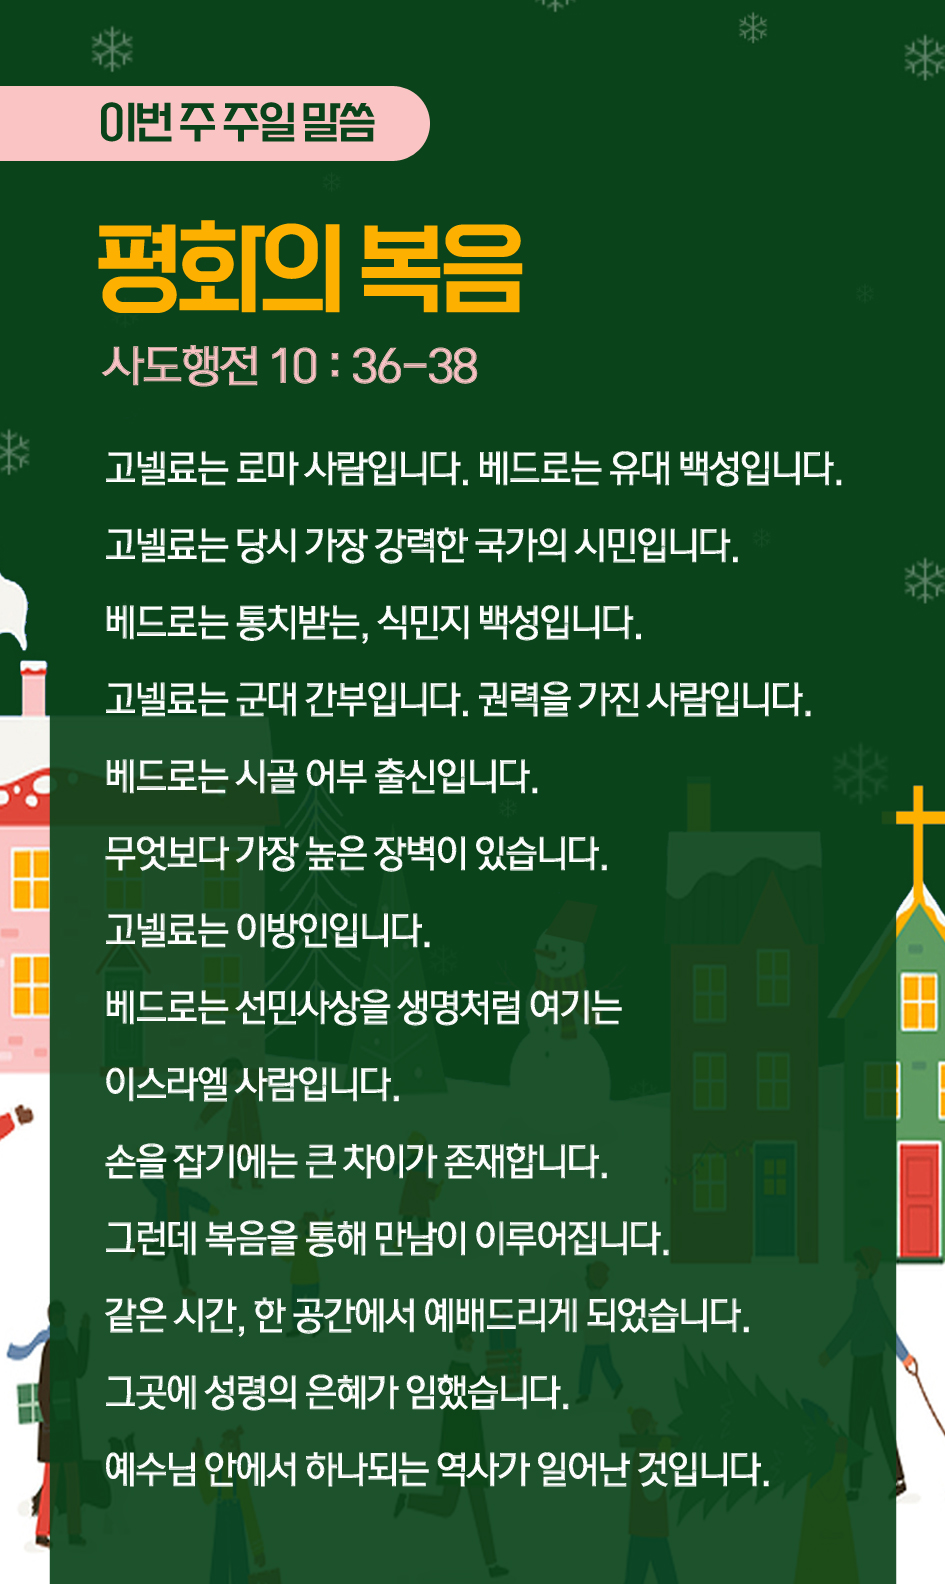 이번 주 주일 말씀
평화의 복음
사도행전 10 : 36-38
고넬료는 로마 사람입니다. 베드로는 유대 백성입니다.
고넬료는 당시 가장 강력한 국가의 시민입니다.
베드로는 통치받는, 식민지 백성입니다.
고넬료는 군대 간부입니다. 권력을 가진 사람입니다.
베드로는 시골 어부 출신입니다.
무엇보다 가장 높은 장벽이 있습니다.
고넬료는 이방인입니다.
베드로는 선민사상을 생명처럼 여기는
이스라엘 사람입니다.
손을 잡기에는 큰 차이가 존재합니다.
그런데 복음을 통해 만남이 이루어집니다.
같은 시간, 한 공간에서 예배드리게 되었습니다.
그곳에 성령의 은혜가 임했습니다.
예수님 안에서 하나되는 역사가 일어난 것입니다.